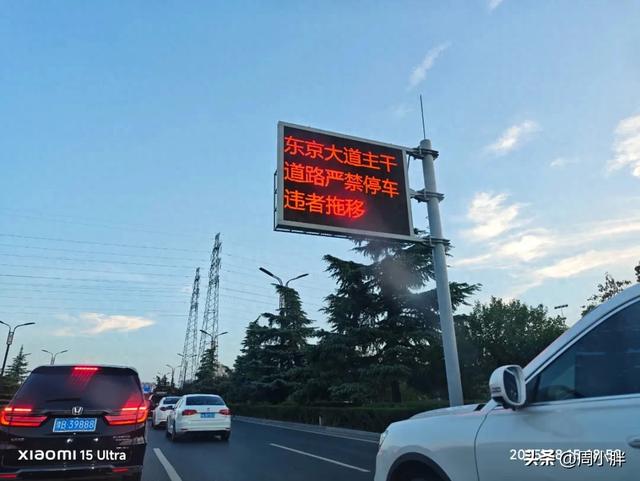 东京大道主干
道路严禁停车
违者拖移
XIAOMI 15 Ultra
头条 @周小胖